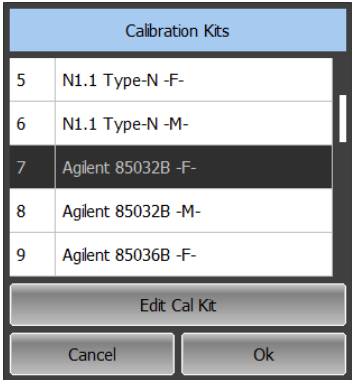 Calibration Kits
5 N1.1 Type-N -F-
6 N1.1 Type-N -M-
7 Agilent 85032B -F-
8 Agilent 85032B -M-
9 Agilent 85036B -F-
Edit Cal Kit
Cancel Ok